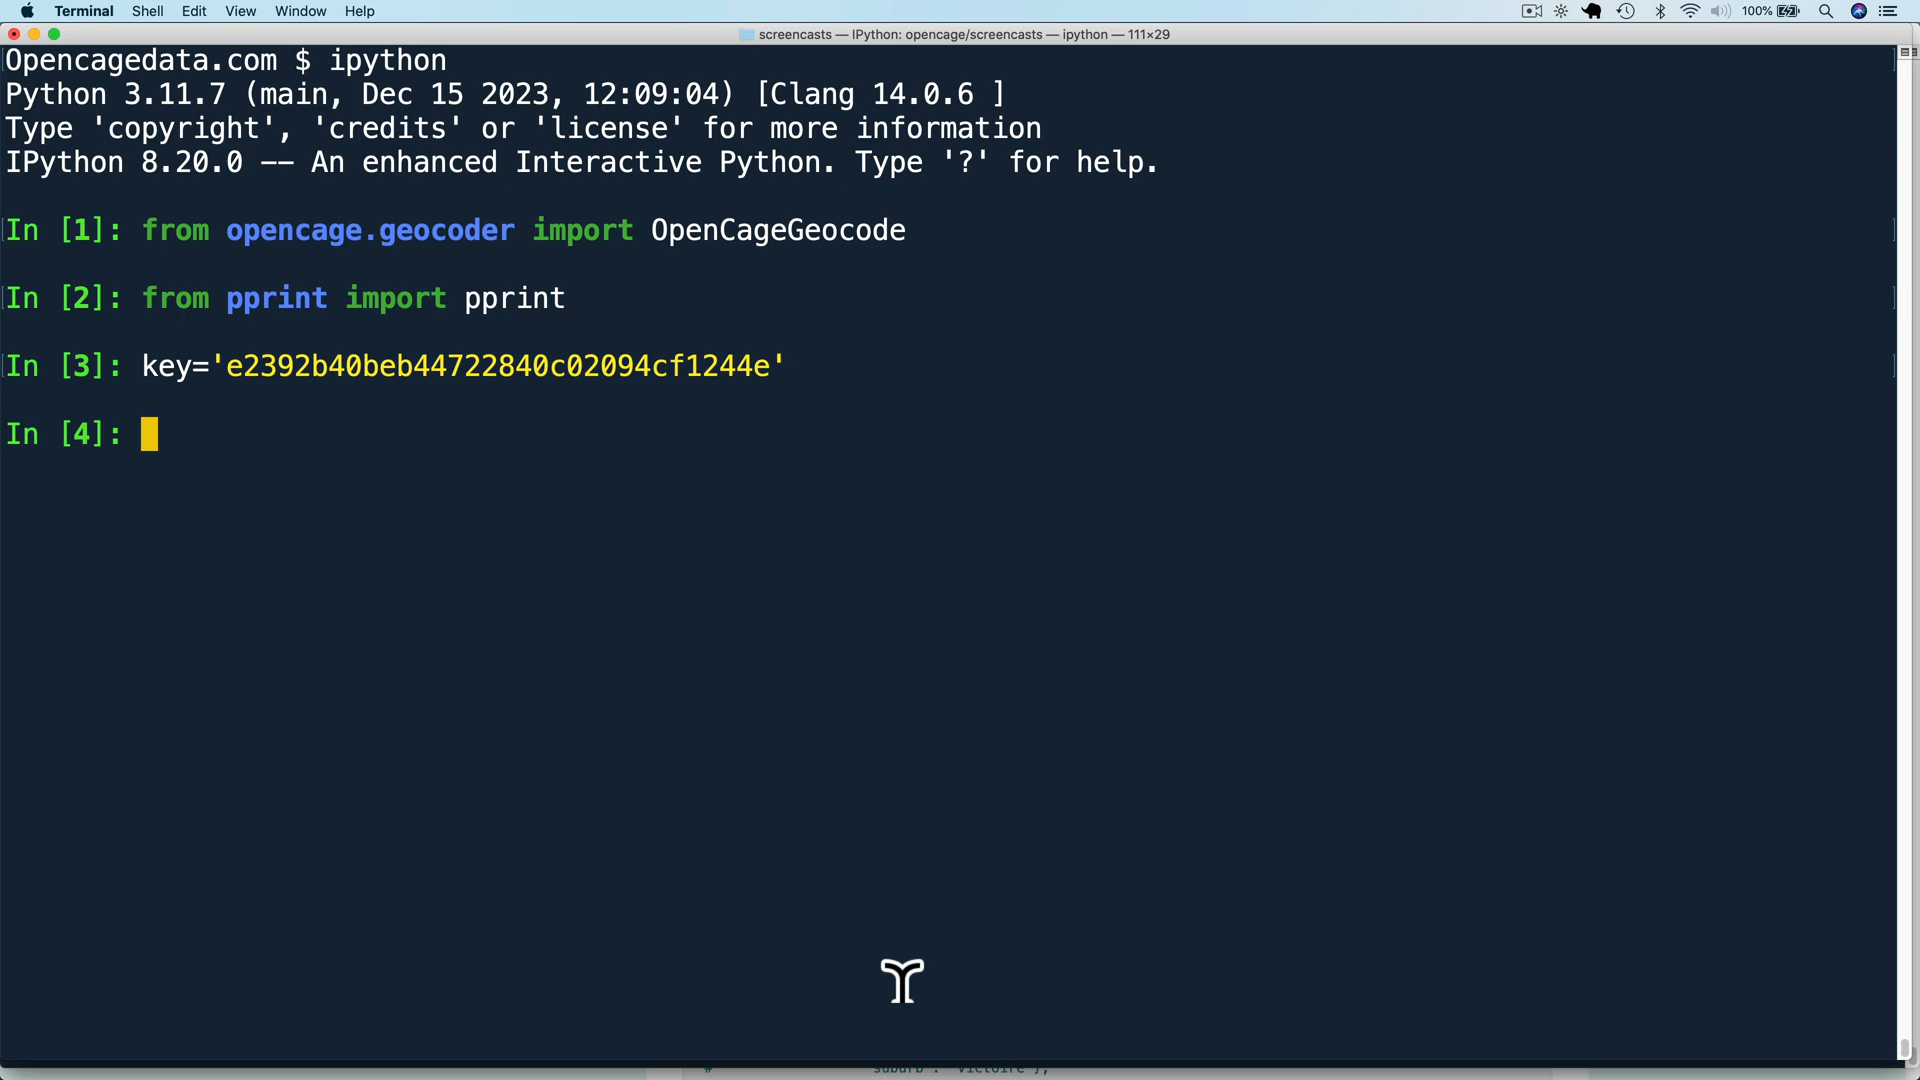 Terminal Shell Edit View Window Help 100%
screencasts — IPython: opencage/screencasts — ipython — 111×29
Opencagedata.com $ ipython
Python 3.11.7 (main, Dec 15 2023, 12:09:04) [Clang 14.0.6 ]
Type 'copyright', 'credits' or 'license' for more information
IPython 8.20.0 -- An enhanced Interactive Python. Type '?' for help.
In [1]: from opencage.geocoder import OpenCageGeocode
In [2]: from pprint import pprint
In [3]: key='e2392b40beb44722840c02094cf1244e'
In [4]:
# 'suburb': 'Victoire'},